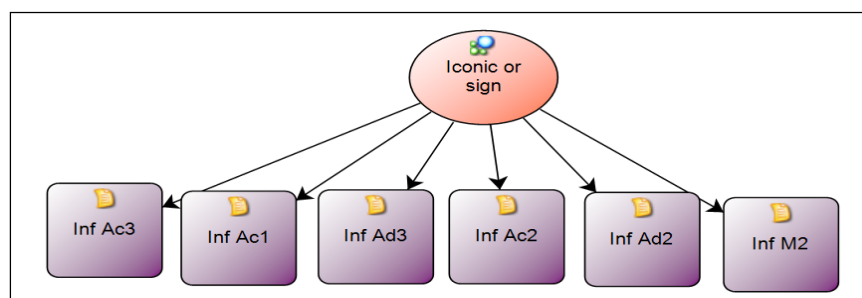 Iconic or
sign
Inf Ac3
Inf Ac1
Inf Ad3
Inf Ac2
Inf Ad2
Inf M2